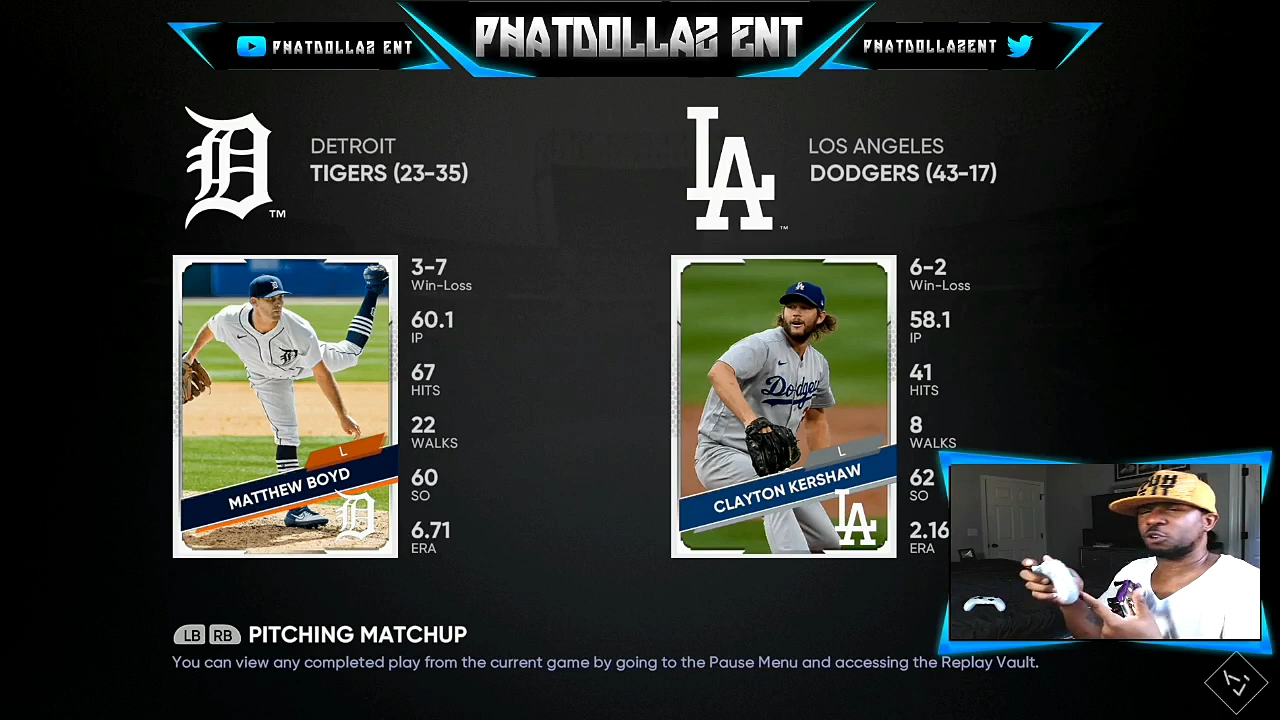 PHATDOLLAZ ENT
PHATDOLLAZ ENT
PHATDOLLAZENT
DETROIT
TIGERS (23-35)
TM
LOS ANGELES
DODGERS (43-17)
TM
3-7
Win-Loss
60.1
IP
67
HITS
22
WALKS
60
SO
6.71
ERA
L
MATTHEW BOYD
6-2
Win-Loss
58.1
IP
41
HITS
8
WALKS
62
SO
2.16
ERA
Dodgers
L
CLAYTON KERSHAW
LA
LB RB PITCHING MATCHUP
You can view any completed play from the current game by going to the Pause Menu and accessing the Replay Vault.